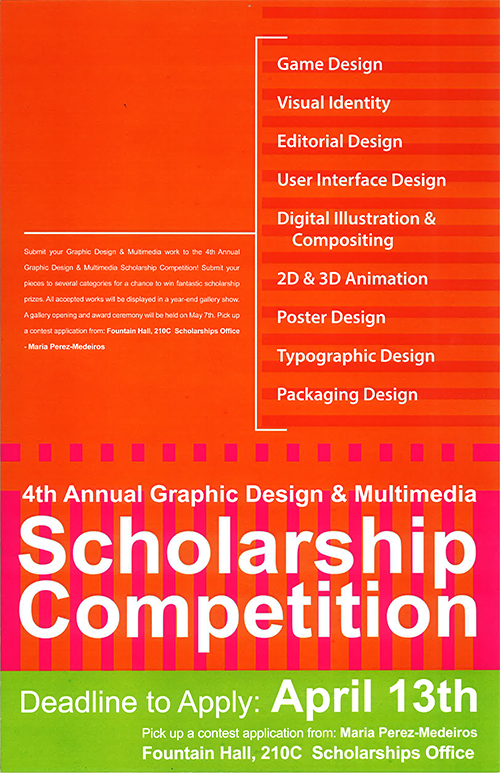 Game Design
Visual Identity
Editorial Design
User Interface Design
Digital Illustration &
Compositing
2D & 3D Animation
Poster Design
Typographic Design
Packaging Design
Submit your Graphic Design & Multimedia work to the 4th Annual
Graphic Design & Multimedia Scholarship Competition! Submit your
pieces to several categories for a chance to win fantastic scholarship
prizes. All accepted works will be displayed in a year-end gallery show.
A gallery opening and award ceremony will be held on May 7th. Pick up
a contest application from: Fountain Hall, 210C Scholarships Office
- Maria Perez-Medeiros
4th Annual Graphic Design & Multimedia
Scholarship
Competition
Deadline to Apply: April 13th
Pick up a contest application from: Maria Perez-Medeiros
Fountain Hall, 210C Scholarships Office